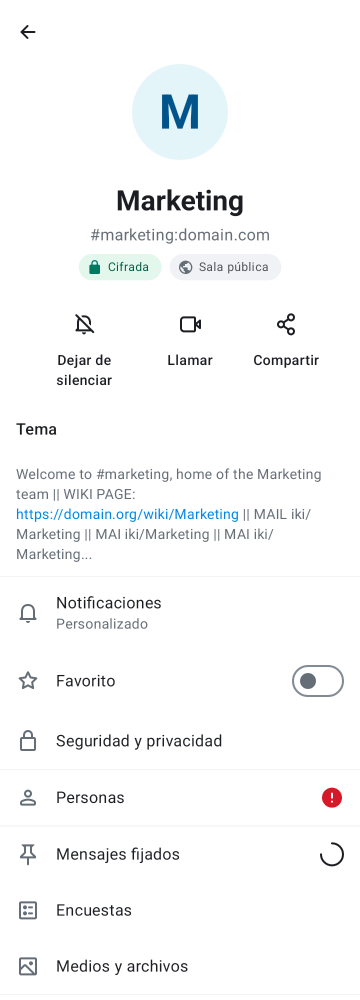 M
Marketing
#marketing:domain.com
Cifrada
Sala pública
Dejar de
silenciar
Llamar
Compartir
Tema
Welcome to #marketing, home of the Marketing
team || WIKI PAGE:
https://domain.org/wiki/Marketing || MAIL iki/
Marketing || MAI iki/Marketing || MAI iki/
Marketing...
Notificaciones
Personalizado
Favorito
Seguridad y privacidad
Personas
Mensajes fijados
Encuestas
Medios y archivos